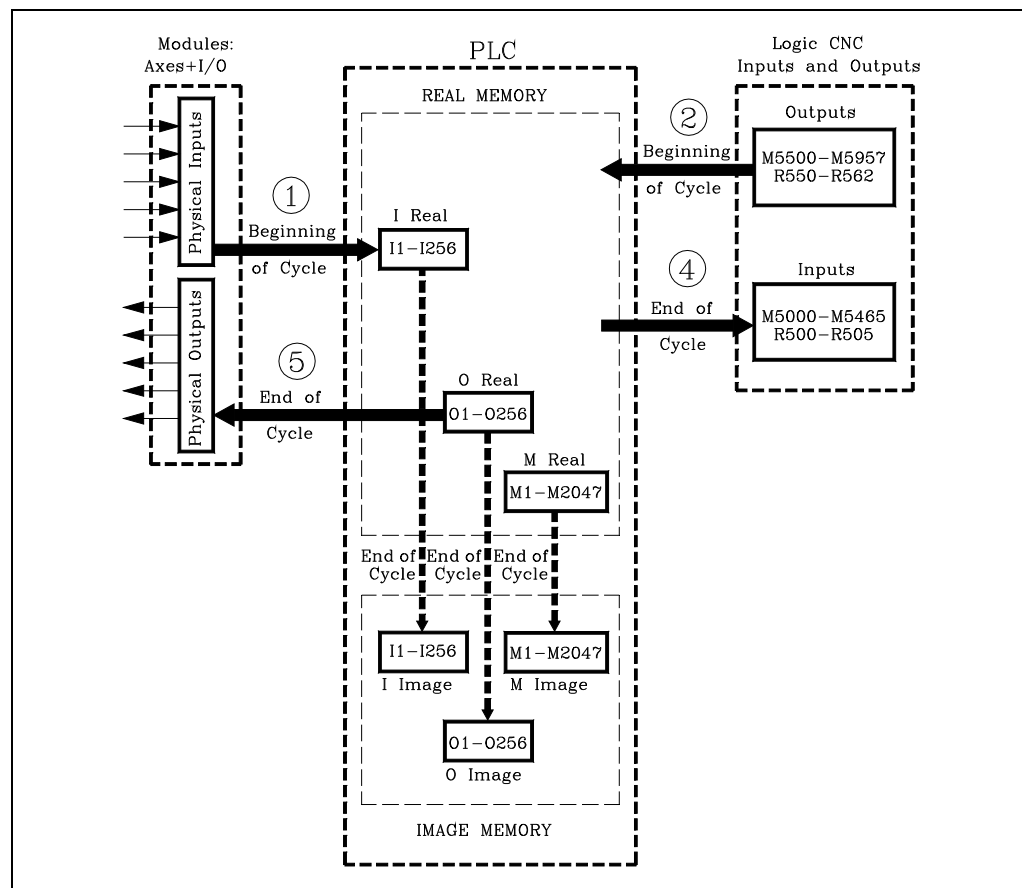 Modules:
Axes+I/O
Physical Inputs
Physical Outputs
1
Beginning
of Cycle
5
End of
Cycle
PLC
REAL MEMORY
I Real
I1-I256
O Real
O1-O256
M Real
M1-M2047
End of
Cycle
End of
Cycle
End of
Cycle
I1-I256
I Image
M1-M2047
M Image
O1-O256
O Image
IMAGE MEMORY
2
Beginning
of Cycle
4
End of
Cycle
Logic CNC
Inputs and Outputs
Outputs
M5500-M5957
R550-R562
Inputs
M5000-M5465
R500-R505